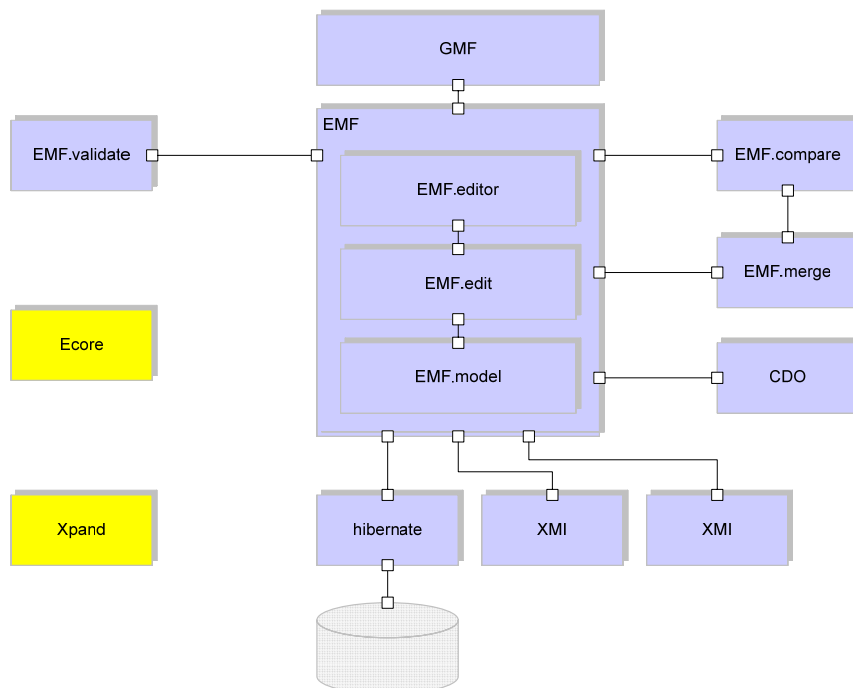 GMF
EMF
EMF.validate
EMF.compare
EMF.editor
EMF.merge
EMF.edit
Ecore
EMF.model
CDO
Xpand
hibernate
XMI
XMI